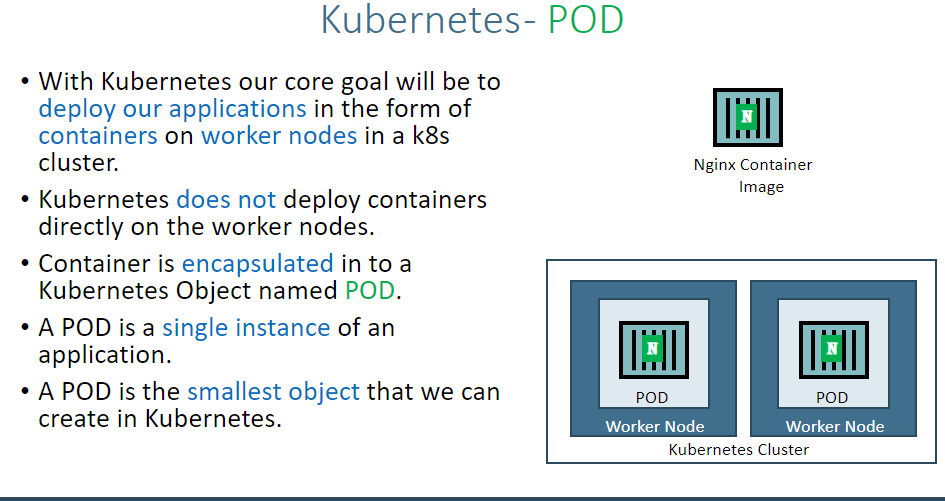 Kubernetes- POD
• With Kubernetes our core goal will be to
deploy our applications in the form of
containers on worker nodes in a k8s
cluster.
• Kubernetes does not deploy containers
directly on the worker nodes.
• Container is encapsulated in to a
Kubernetes Object named POD.
• A POD is a single instance of an
application.
• A POD is the smallest object that we can
create in Kubernetes.
N
Nginx Container
Image
N
POD
Worker Node
N
POD
Worker Node
Kubernetes Cluster